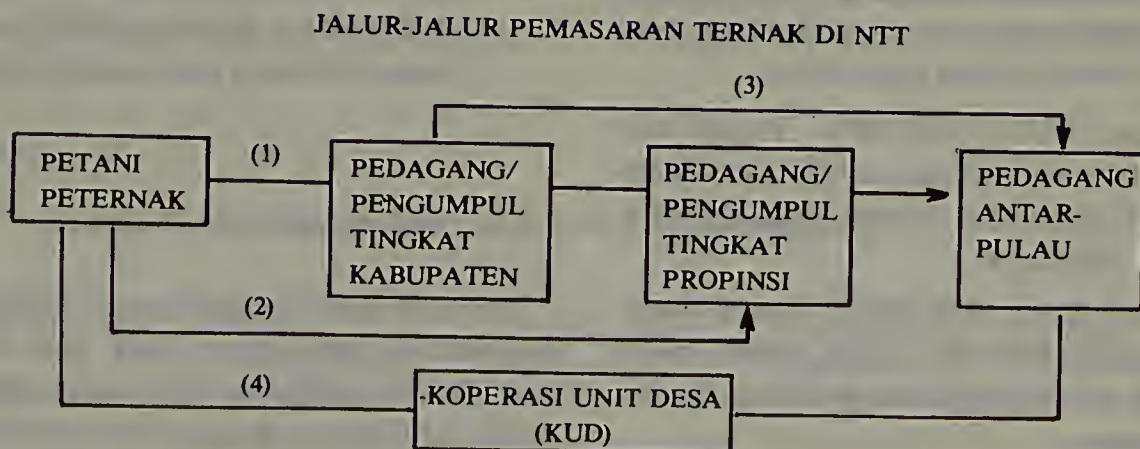 JALUR-JALUR PEMASARAN TERNAK DI NTT
(3)
PETANI
PETERNAK
(1)
PEDAGANG/
PENGUMPUL
TINGKAT
KABUPATEN
PEDAGANG/
PENGUMPUL
TINGKAT
PROPINSI
PEDAGANG
ANTAR-
PULAU
(2)
(4)
KOPERASI UNIT DESA
(KUD)